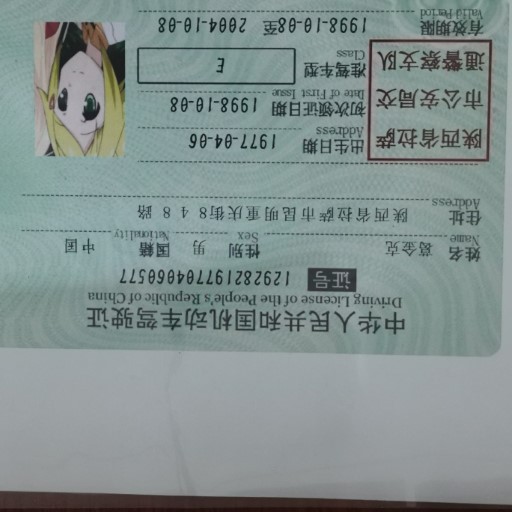 中华人民共和国机动车驾驶证
Driving License of the People's Republic of China
证号 129282197704060577
姓名 葛金克 性别 男 国籍 中国
Name Sex Nationality
住址 陕西省拉萨市昆明重庆街84848路
Address
陕西省拉萨
市公安局交
通警察支队
出生日期 1977-04-06
Address
初次领证日期 1998-10-08
Date of First Issue
准驾车型 E
Class
有效期限 1998-10-08 至 2004-10-08
Valid Period